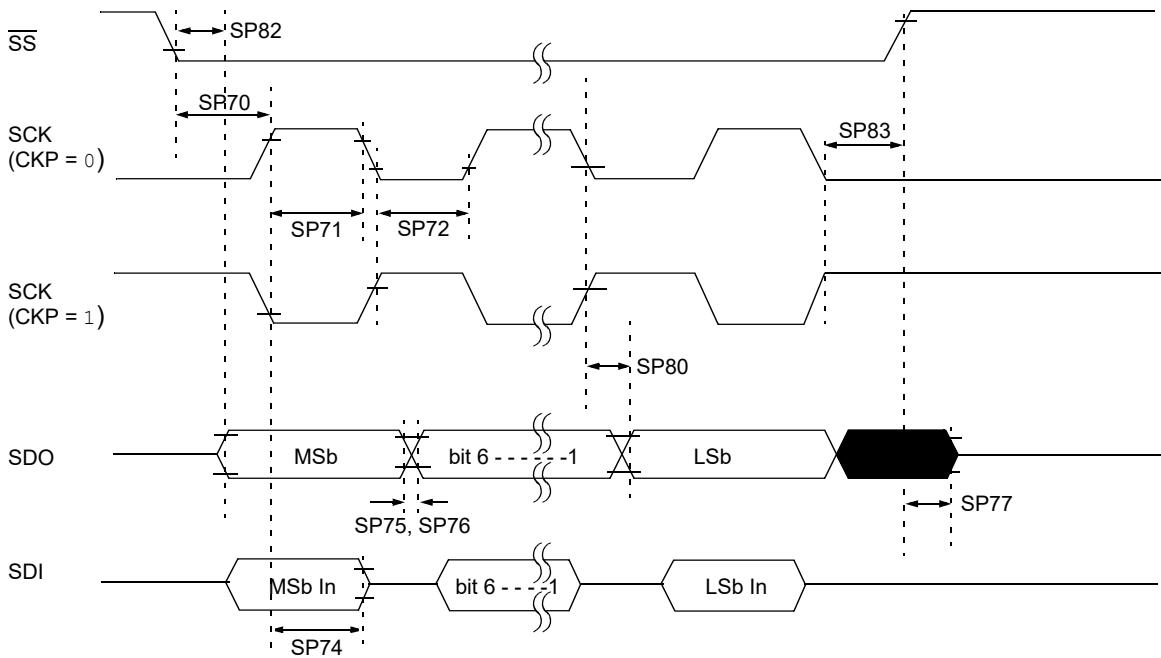 SS
SP82
SP70
SCK
(CKP = 0)
SP83
SP71
SP72
SCK
(CKP = 1)
SP80
SDO
MSb
bit 6 - - - - - - -1
LSb
SP75, SP76
SP77
SDI
MSb In
bit 6 - - - -1
LSb In
SP74